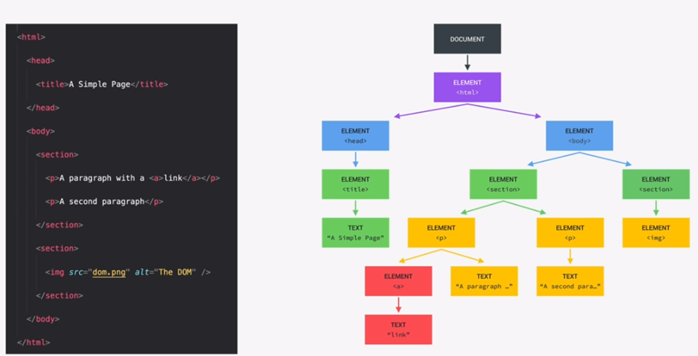 <html>
<head>
<title>A Simple Page</title>
</head>
<body>
<section>
<p>A paragraph with a <a>link</a></p>
<p>A second paragraph</p>
</section>
<section>
<img src="dom.png" alt="The DOM" />
</section>
</body>
</html>
DOCUMENT
ELEMENT
<html>
ELEMENT
<head>
ELEMENT
<body>
ELEMENT
<title>
ELEMENT
<section>
ELEMENT
<section>
TEXT
"A Simple Page"
ELEMENT
<p>
ELEMENT
<p>
ELEMENT
<img>
ELEMENT
<a>
TEXT
"A paragraph …"
TEXT
"A second para…"
TEXT
"link"